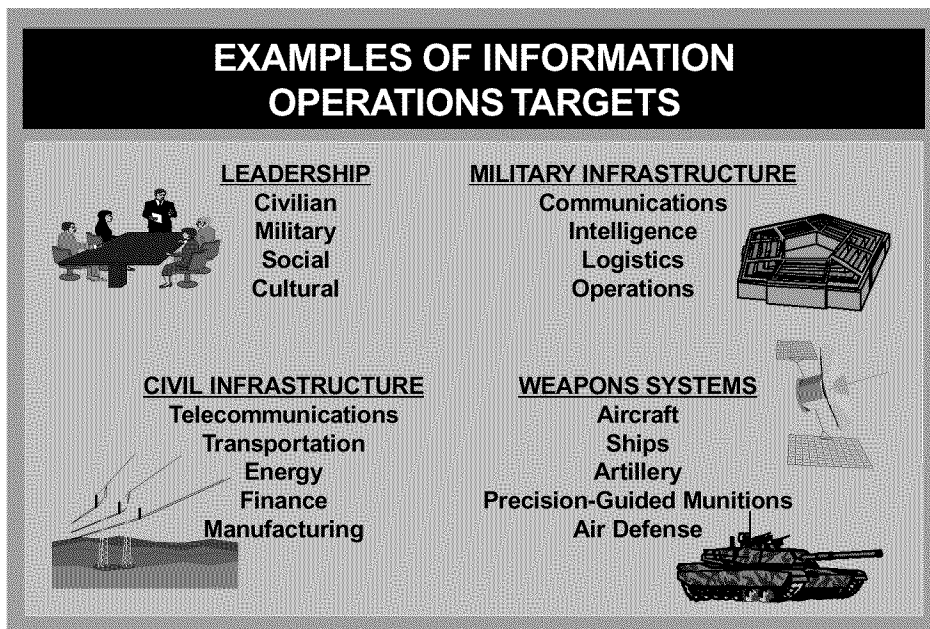 EXAMPLES OF INFORMATION
OPERATIONS TARGETS
LEADERSHIP
Civilian
Military
Social
Cultural
MILITARY INFRASTRUCTURE
Communications
Intelligence
Logistics
Operations
CIVIL INFRASTRUCTURE
Telecommunications
Transportation
Energy
Finance
Manufacturing
WEAPONS SYSTEMS
Aircraft
Ships
Artillery
Precision-Guided Munitions
Air Defense